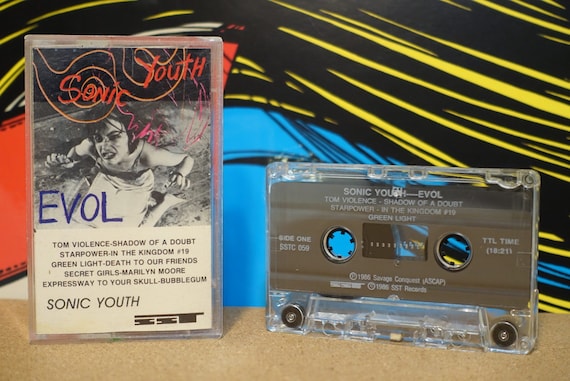 SONIC YOUTH
EVOL
TOM VIOLENCE-SHADOW OF A DOUBT
STARPOWER-IN THE KINGDOM #19
GREEN LIGHT-DEATH TO OUR FRIENDS
SECRET GIRLS-MARILYN MOORE
EXPRESSWAY TO YOUR SKULL-BUBBLEGUM
SONIC YOUTH
SST
SONIC YOUTH—EVOL
TOM VIOLENCE - SHADOW OF A DOUBT
STARPOWER - IN THE KINGDOM #19
GREEN LIGHT
SIDE ONE
SSTC 059
TTL TIME
(18:21)
©1986 Savage Conquest (ASCAP)
℗1986 SST Records